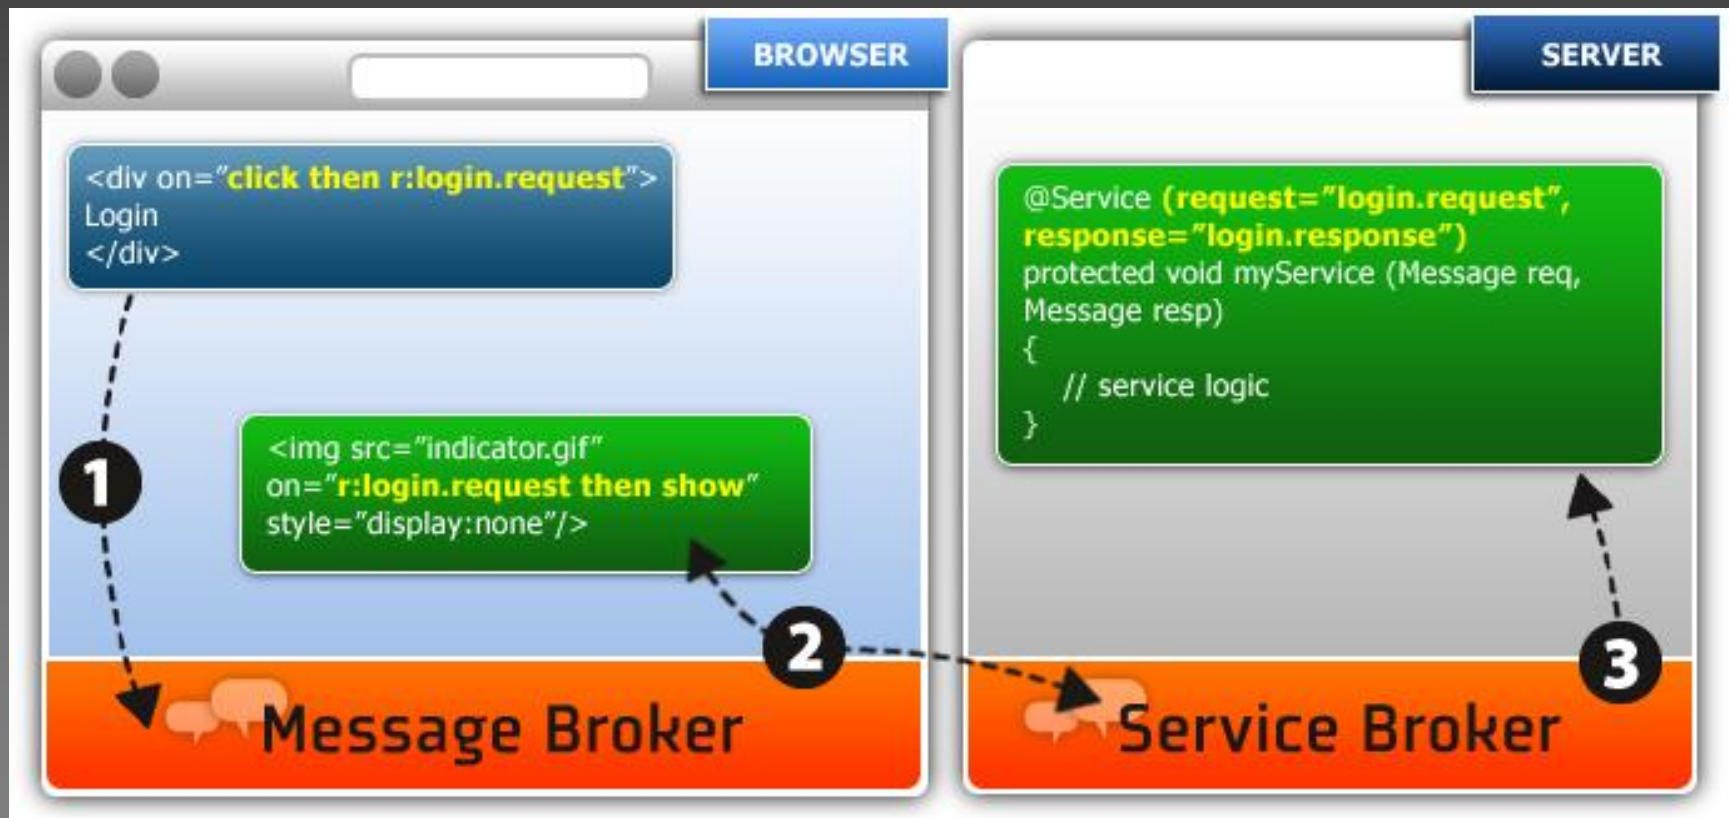 BROWSER
<div on="click then r:login.request">
Login
</div>
1
<img src="indicator.gif"
on="r:login.request then show"
style="display:none"/>
2
Message Broker
SERVER
@Service (request="login.request",
response="login.response")
protected void myService (Message req,
Message resp)
{
// service logic
}
3
Service Broker